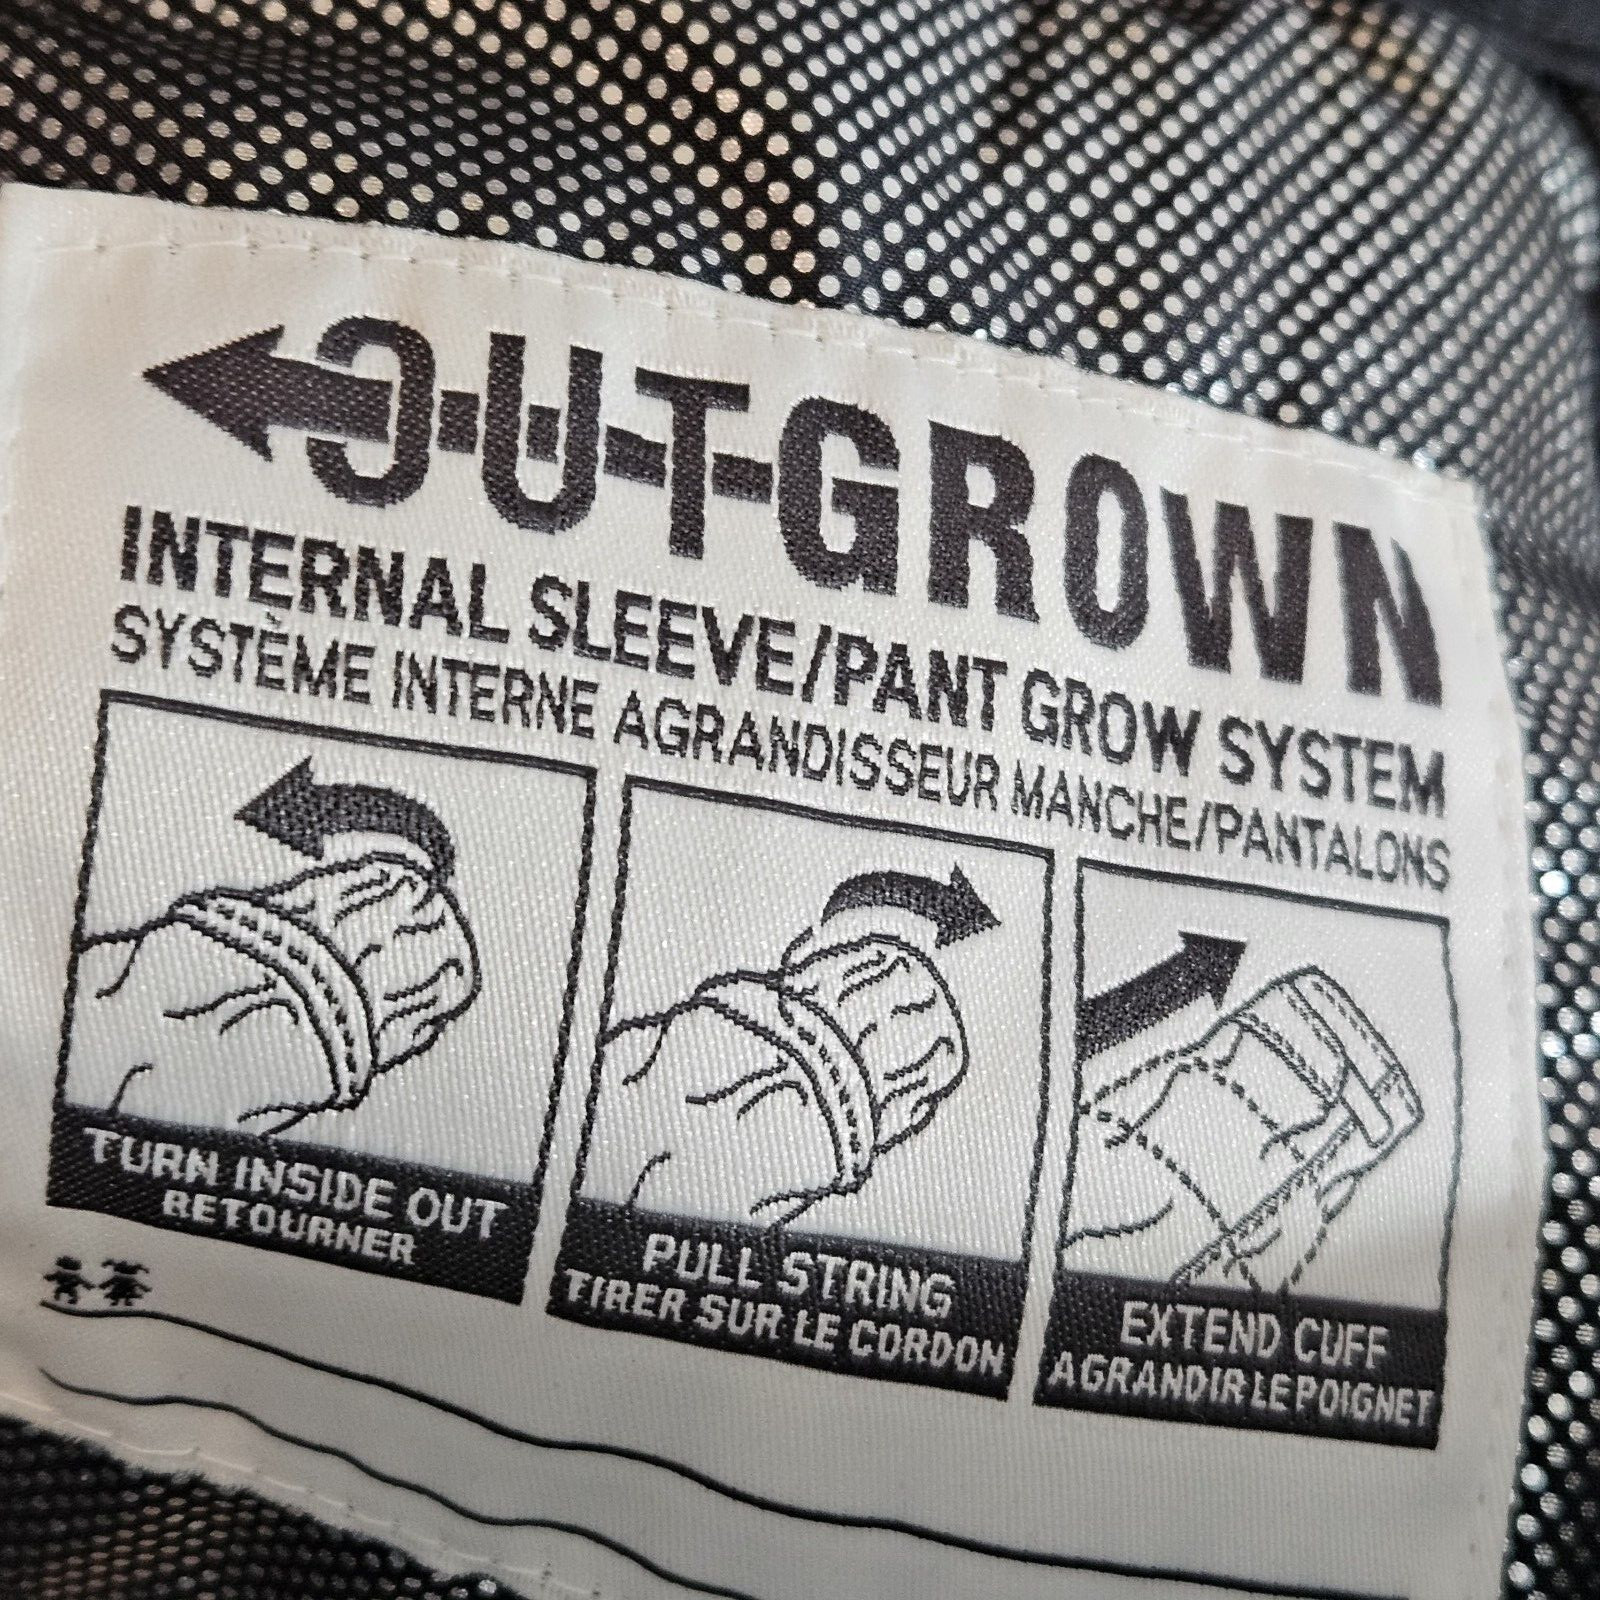 O-U-T-GROWN
INTERNAL SLEEVE/PANT GROW SYSTEM
SYSTÈME INTERNE AGRANDISSEUR MANCHE/PANTALONS
TURN INSIDE OUT
RETOURNER
PULL STRING
TIRER SUR LE CORDON
EXTEND CUFF
AGRANDIR LE POIGNET